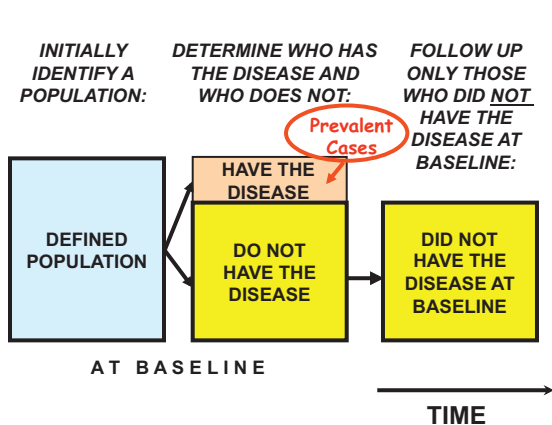 INITIALLY
IDENTIFY A
POPULATION:
DETERMINE WHO HAS
THE DISEASE AND
WHO DOES NOT:
FOLLOW UP
ONLY THOSE
WHO DID NOT
HAVE THE
DISEASE AT
BASELINE:
Prevalent
Cases
HAVE THE
DISEASE
DEFINED
POPULATION
DO NOT
HAVE THE
DISEASE
DID NOT
HAVE THE
DISEASE AT
BASELINE
AT BASELINE
TIME